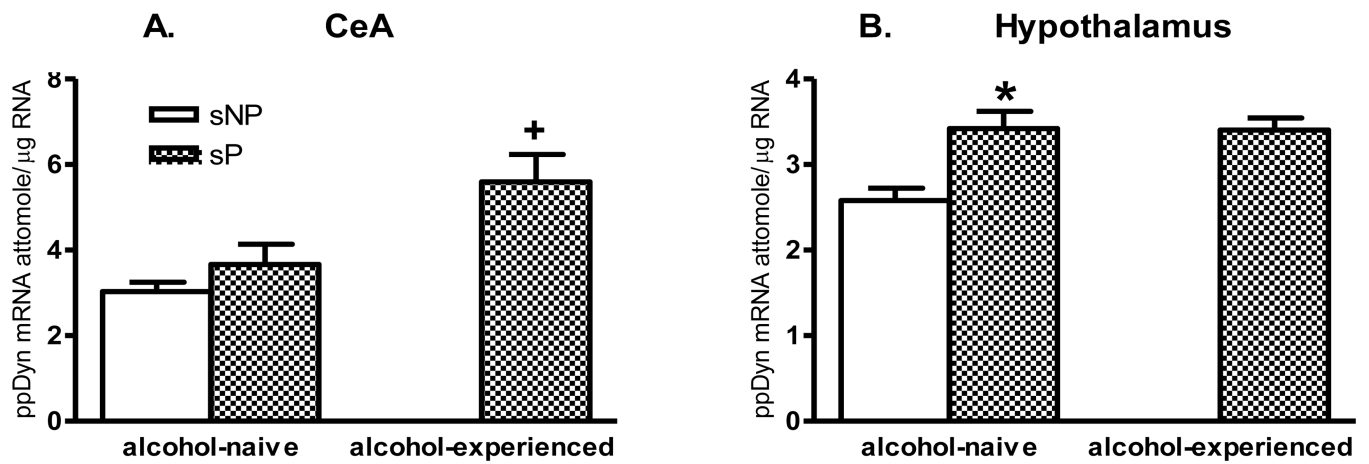 A. CeA
ppDyn mRNA attomole/ µg RNA
8
6
4
2
0
sNP
sP
+
alcohol-naive alcohol-experienced
B. Hypothalamus
ppDyn mRNA attomole/ µg RNA
4
3
2
1
0
*
alcohol-naive alcohol-experienced